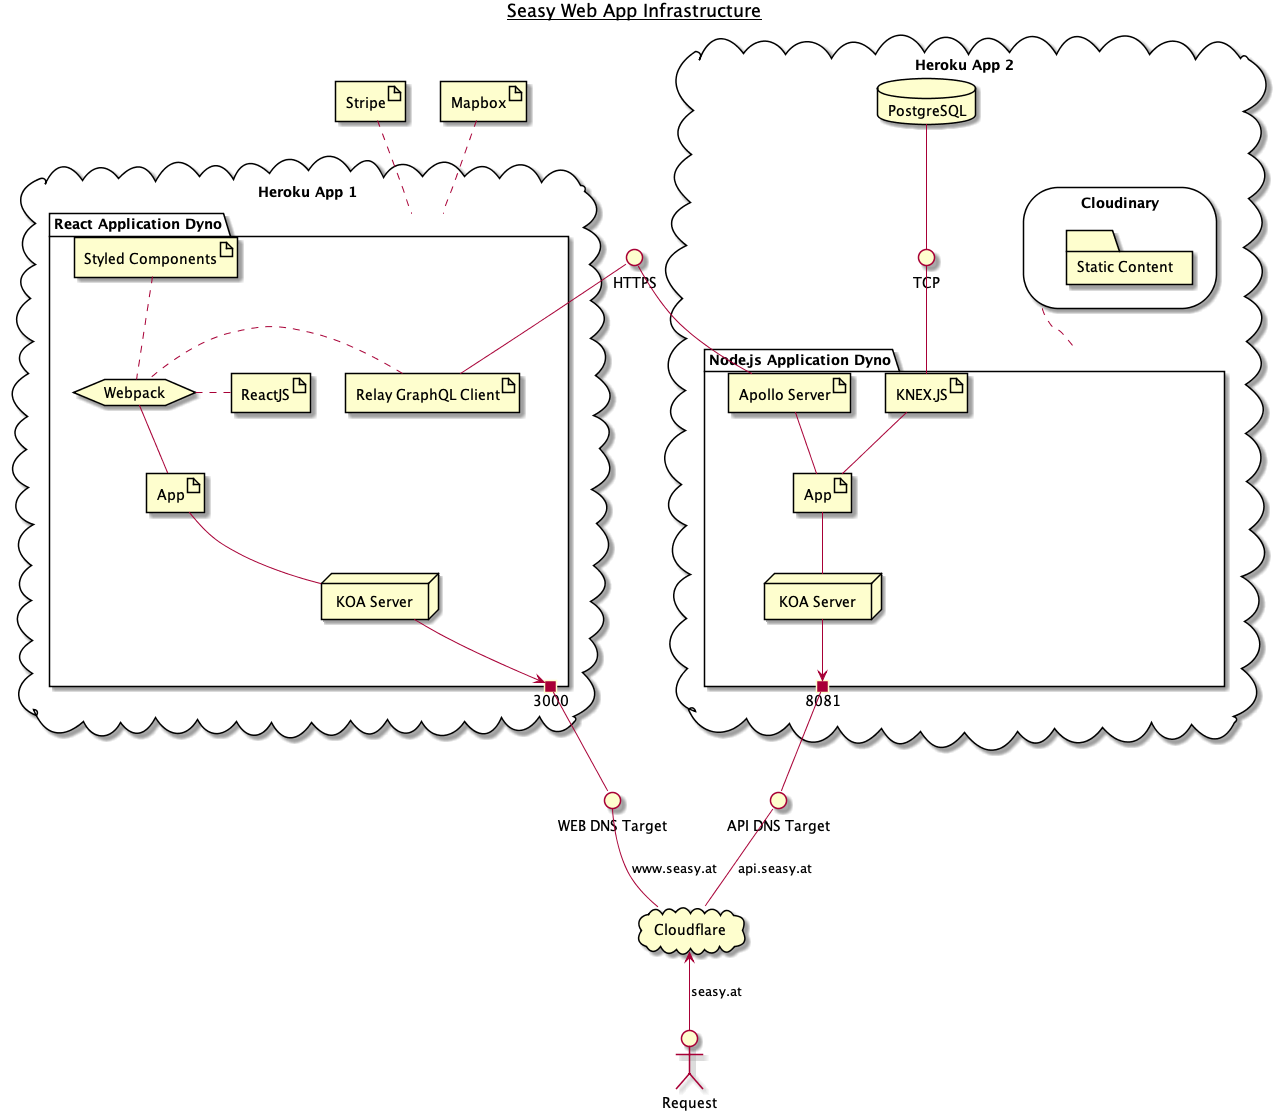 Seasy Web App Infrastructure
Heroku App 2
PostgreSQL
Stripe
Mapbox
Heroku App 1
Cloudinary
Static Content
React Application Dyno
Styled Components
HTTPS
TCP
Node.js Application Dyno
Webpack
ReactJS
Relay GraphQL Client
Apollo Server
KNEX.JS
App
App
KOA Server
KOA Server
3000
8081
WEB DNS Target
API DNS Target
www.seasy.at
api.seasy.at
Cloudflare
seasy.at
Request